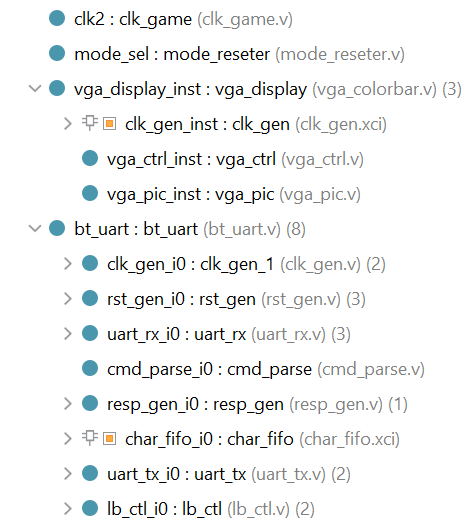 clk2 : clk_game (clk_game.v)
mode_sel : mode_reseter (mode_reseter.v)
vga_display_inst : vga_display (vga_colorbar.v) (3)
clk_gen_inst : clk_gen (clk_gen.xci)
vga_ctrl_inst : vga_ctrl (vga_ctrl.v)
vga_pic_inst : vga_pic (vga_pic.v)
bt_uart : bt_uart (bt_uart.v) (8)
clk_gen_i0 : clk_gen_1 (clk_gen.v) (2)
rst_gen_i0 : rst_gen (rst_gen.v) (3)
uart_rx_i0 : uart_rx (uart_rx.v) (3)
cmd_parse_i0 : cmd_parse (cmd_parse.v)
resp_gen_i0 : resp_gen (resp_gen.v) (1)
char_fifo_i0 : char_fifo (char_fifo.xci)
uart_tx_i0 : uart_tx (uart_tx.v) (2)
lb_ctl_i0 : lb_ctl (lb_ctl.v) (2)